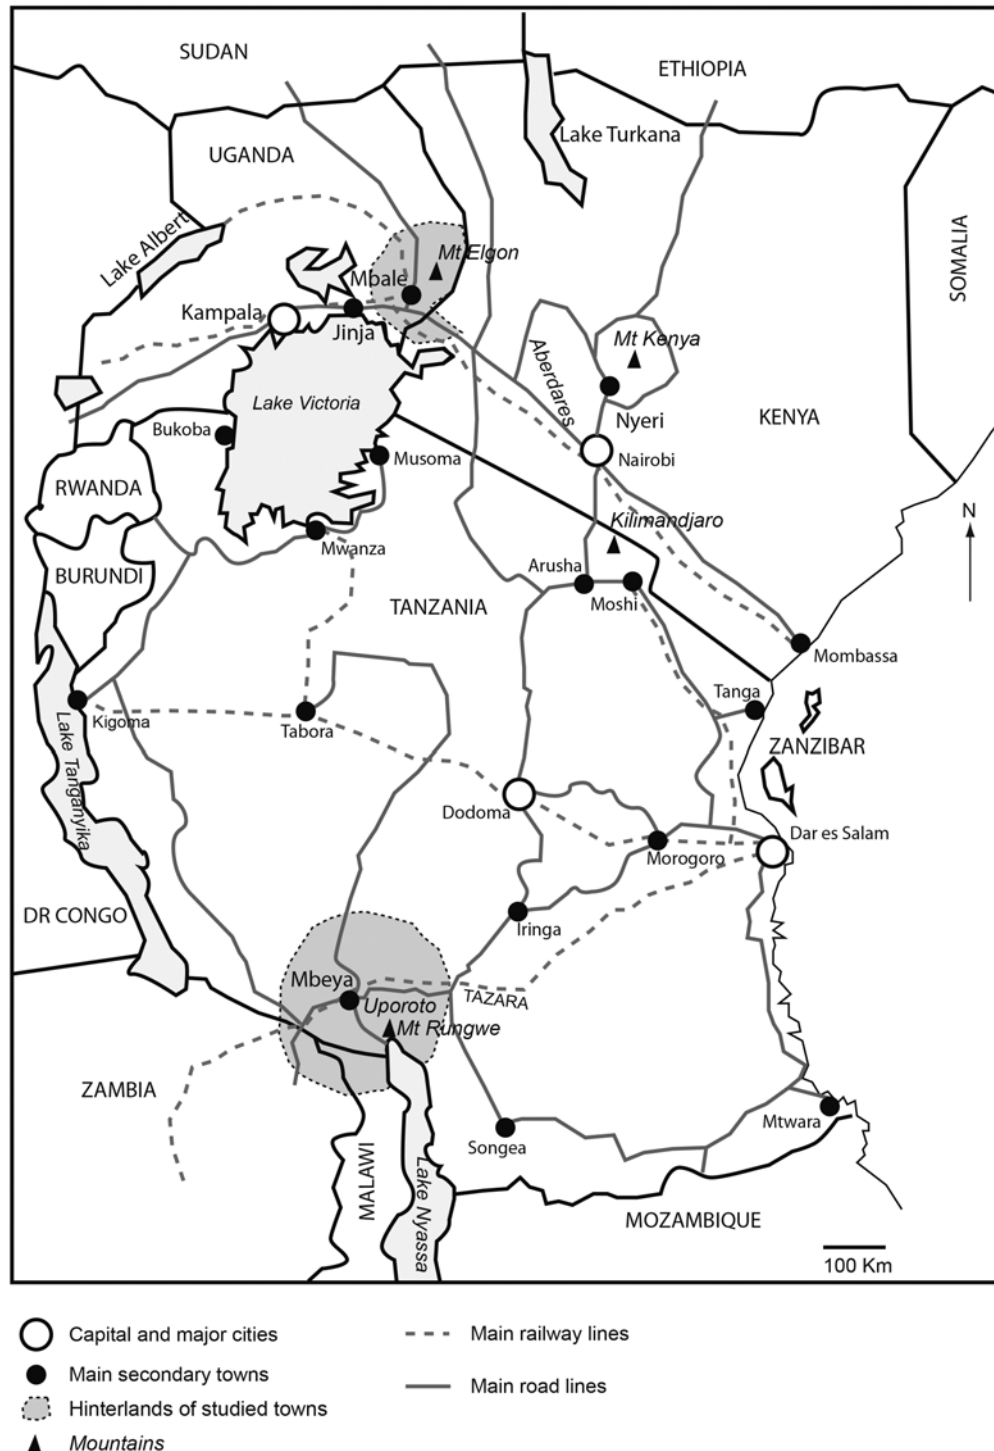 SUDAN
ETHIOPIA
Lake Turkana
UGANDA
SOMALIA
Lake Albert
Mt Elgon
Mbale
Kampala
Jinja
Mt Kenya
Aberdares
Lake Victoria
Nyeri
KENYA
Bukoba
Musoma
Nairobi
RWANDA
N
Kilimandjaro
Mwanza
Arusha
BURUNDI
Moshi
TANZANIA
Mombassa
Tanga
Kigoma
Tabora
ZANZIBAR
Lake Tanganyika
Dodoma
Dar es Salam
Morogoro
DR CONGO
Iringa
Mbeya
Uporoto
TAZARA
Mt Rungwe
ZAMBIA
Mtwara
Songea
MALAWI
Lake Nyassa
MOZAMBIQUE
100 Km
Capital and major cities
Main secondary towns
Hinterlands of studied towns
Mountains
Main railway lines
Main road lines